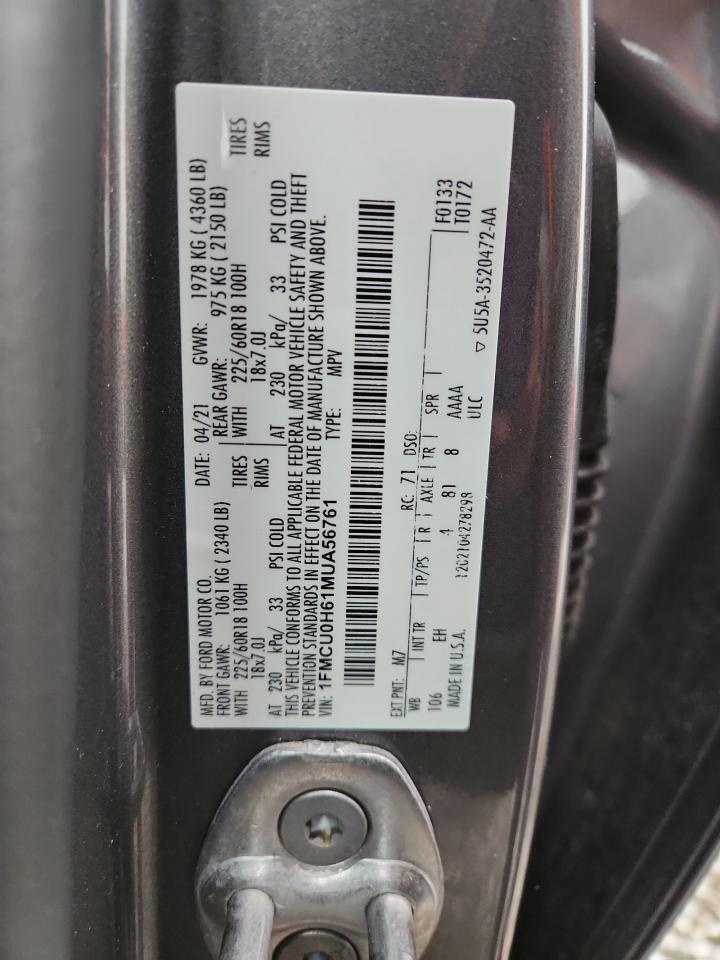 MFD. BY FORD MOTOR CO. DATE: 04/21 GVWR: 1978 KG ( 4360 LB)
FRONT GAWR: 1061 KG ( 2340 LB) REAR GAWR: 975 KG ( 2150 LB)
WITH 225/60R18 100H TIRES WITH 225/60R18 100H TIRES
18x7.0J RIMS 18x7.0J RIMS
AT 230 kPa/ 33 PSI COLD AT 230 kPa/ 33 PSI COLD
THIS VEHICLE CONFORMS TO ALL APPLICABLE FEDERAL MOTOR VEHICLE SAFETY AND THEFT
PREVENTION STANDARDS IN EFFECT ON THE DATE OF MANUFACTURE SHOWN ABOVE.
VIN: 1FMCU0H61MUA56761 TYPE: MPV
EXT PNT: M7 RC: 71 DSO: F0133
WB INT TR TP/PS R AXLE TR SPR T0172
106 EH 4 81 8 AAAA
MADE IN U.S.A. 1202104278298 ULC
▽ 5U5A-3520472-AA